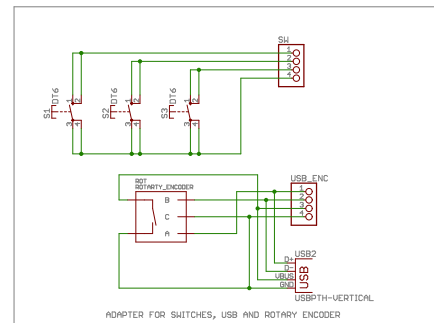 SW
1
2
3
4
S1
DT6
1 2
3 4
S2
DT6
1 2
3 4
S3
DT6
1 2
3 4
ROT
ROTARTY_ENCODER
B
C
A
USB_ENC
1
2
3
4
USB2
D+
D-
VBUS
GND
USB
USBPTH-VERTICAL
ADAPTER FOR SWITCHES, USB AND ROTARY ENCODER